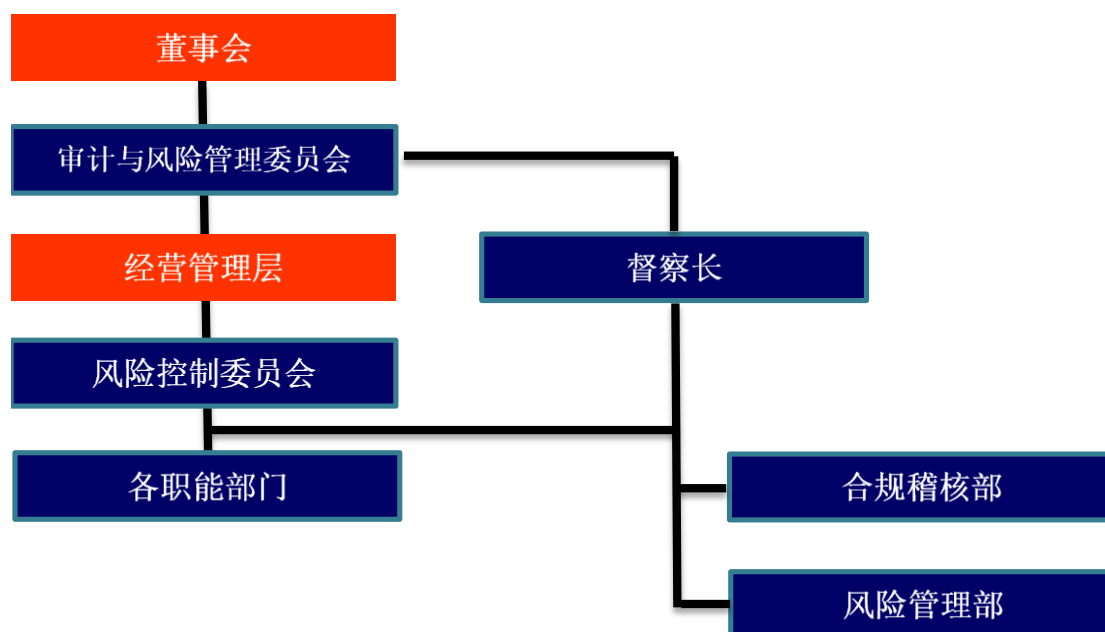 董事会
审计与风险管理委员会
经营管理层
督察长
风险控制委员会
各职能部门
合规稽核部
风险管理部